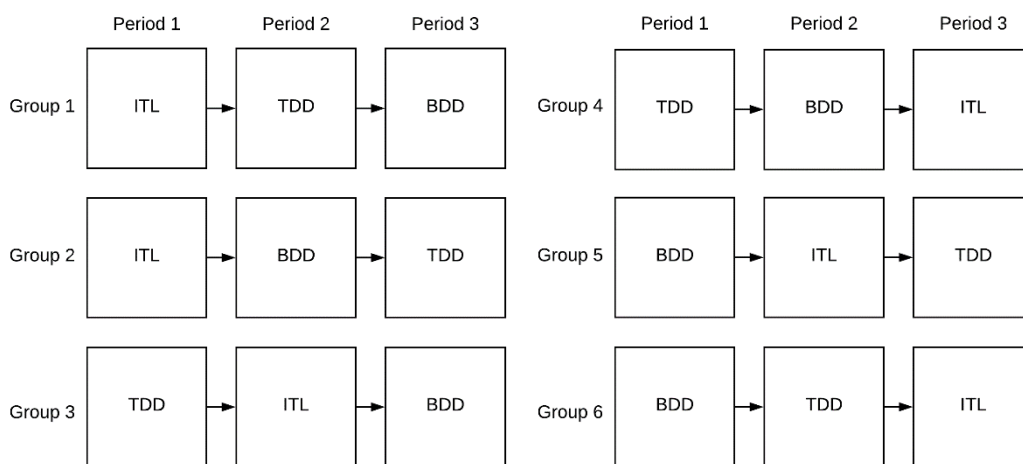 Period 1 Period 2 Period 3
Group 1 ITL TDD BDD
Group 2 ITL BDD TDD
Group 3 TDD ITL BDD
Period 1 Period 2 Period 3
Group 4 TDD BDD ITL
Group 5 BDD ITL TDD
Group 6 BDD TDD ITL